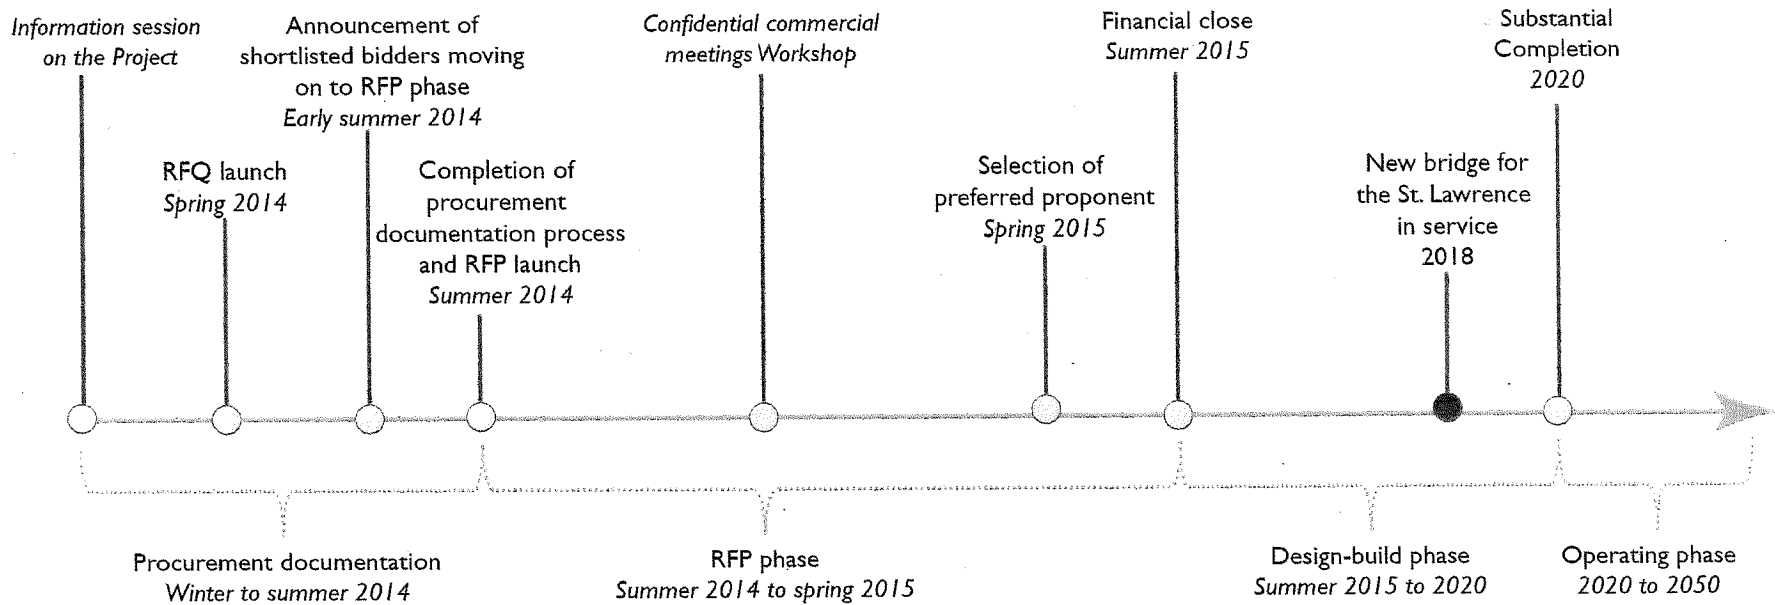 Information session
on the Project
RFQ launch
Spring 2014
Announcement of
shortlisted bidders moving
on to RFP phase
Early summer 2014
Completion of
procurement
documentation process
and RFP launch
Summer 2014
Confidential commercial
meetings Workshop
Selection of
preferred proponent
Spring 2015
Financial close
Summer 2015
New bridge for
the St. Lawrence
in service
2018
Substantial
Completion
2020
Procurement documentation
Winter to summer 2014
RFP phase
Summer 2014 to spring 2015
Design-build phase
Summer 2015 to 2020
Operating phase
2020 to 2050